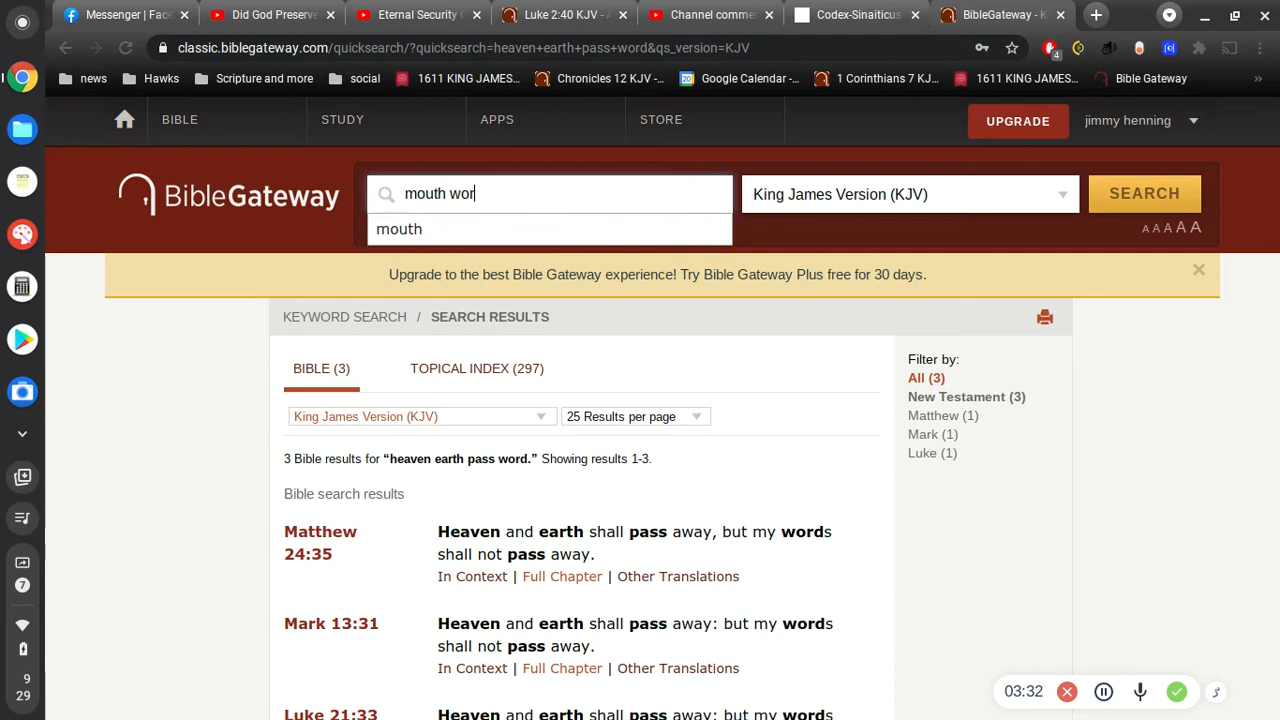 Messenger | Face
Did God Preserve
Eternal Security
Luke 2:40 KJV - A
Channel comme
Codex-Sinaiticus
BibleGateway - K
classic.biblegateway.com/quicksearch/?quicksearch=heaven+earth+pass+word&qs_version=KJV
4
news
Hawks
Scripture and more
social
1611 KING JAMES...
Chronicles 12 KJV -...
Google Calendar -...
1 Corinthians 7 KJ...
1611 KING JAMES...
Bible Gateway
»
BIBLE
STUDY
APPS
STORE
UPGRADE
jimmy henning
BibleGateway
mouth wor
King James Version (KJV)
SEARCH
mouth
A A A A A
Upgrade to the best Bible Gateway experience! Try Bible Gateway Plus free for 30 days.
KEYWORD SEARCH / SEARCH RESULTS
BIBLE (3)
TOPICAL INDEX (297)
King James Version (KJV)
25 Results per page
3 Bible results for “heaven earth pass word.” Showing results 1-3.
Bible search results
Matthew
24:35
Heaven and earth shall pass away, but my words
shall not pass away.
In Context | Full Chapter | Other Translations
Mark 13:31
Heaven and earth shall pass away: but my words
shall not pass away.
In Context | Full Chapter | Other Translations
Luke 21:33
Heaven and earth shall pass away: but my words
Filter by:
All (3)
New Testament (3)
Matthew (1)
Mark (1)
Luke (1)
03:32
7
9
29